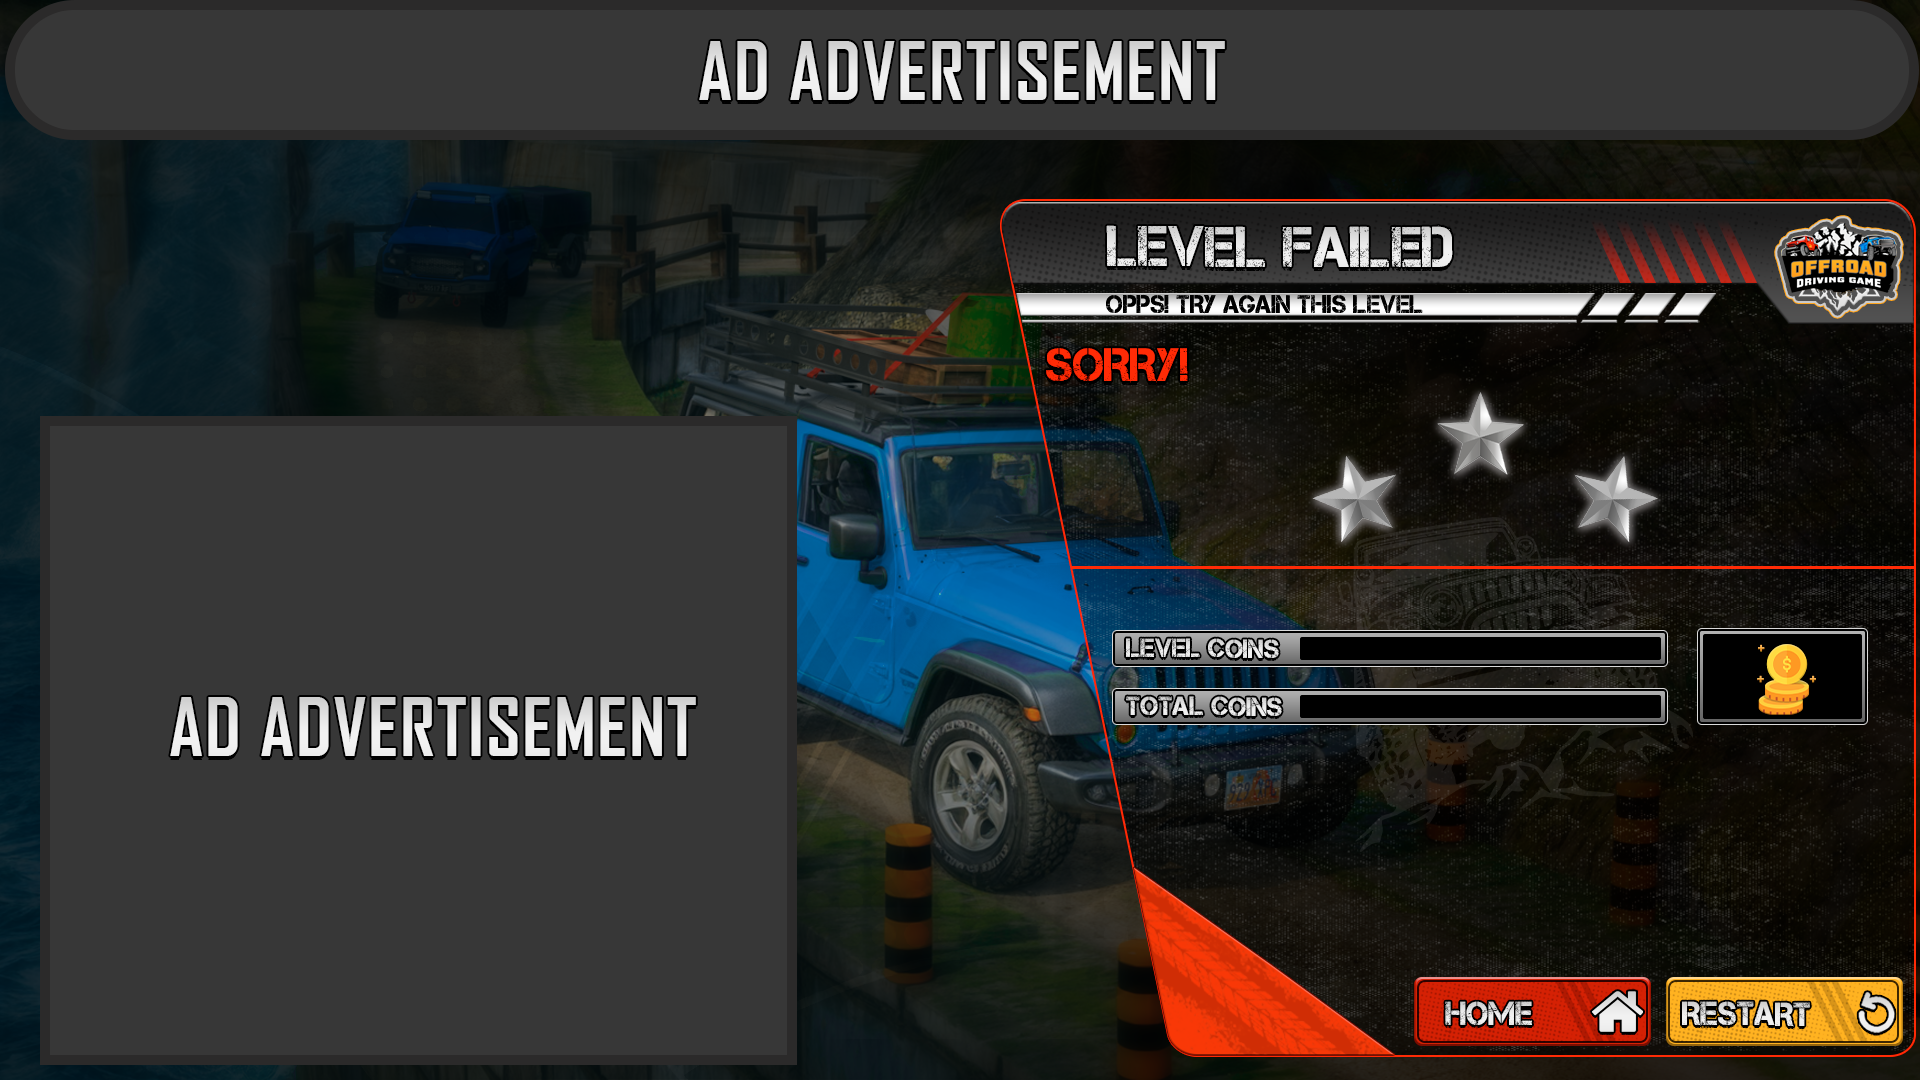 AD ADVERTISEMENT
LEVEL FAILED
OFFROAD
DRIVING GAME
OPPS! TRY AGAIN THIS LEVEL
SORRY!
AD ADVERTISEMENT
LEVEL COINS
TOTAL COINS
$
HOME
RESTART